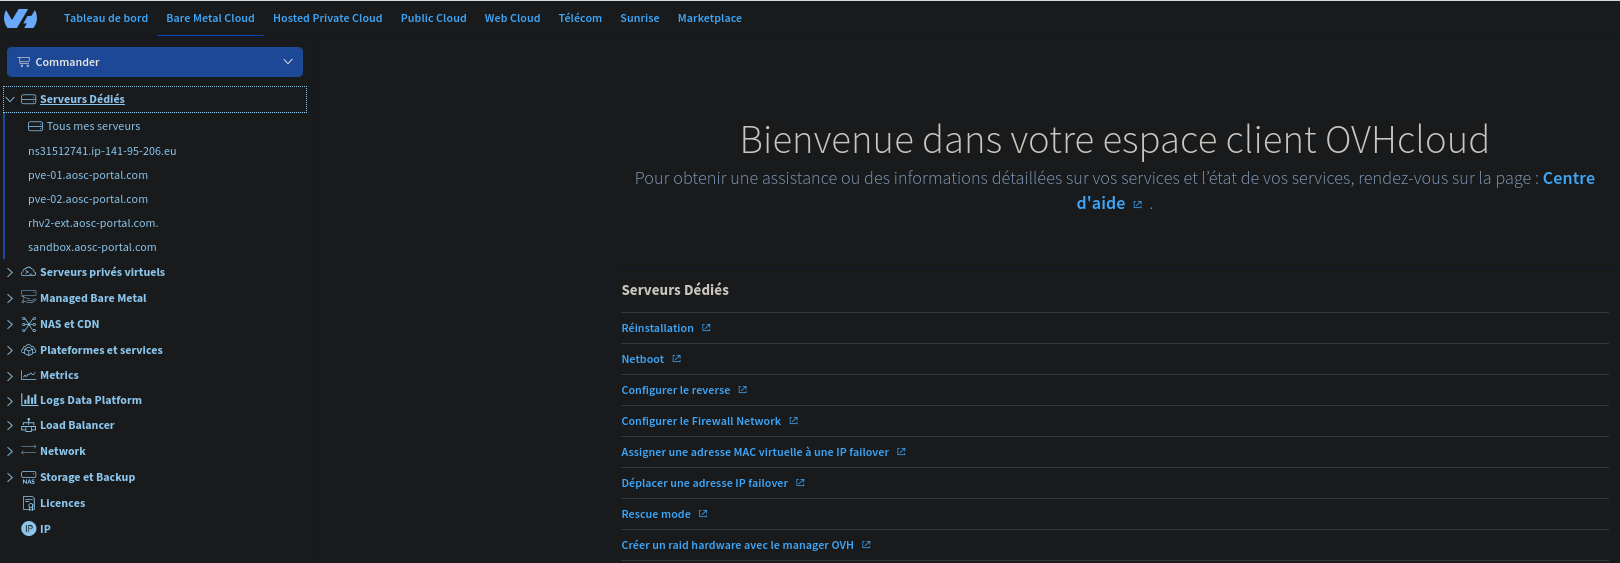 Tableau de bord
Bare Metal Cloud
Hosted Private Cloud
Public Cloud
Web Cloud
Télécom
Sunrise
Marketplace
Commander
Serveurs Dédiés
Tous mes serveurs
ns31512741.ip-141-95-206.eu
pve-01.aosc-portal.com
pve-02.aosc-portal.com
rhv2-ext.aosc-portal.com.
sandbox.aosc-portal.com
Serveurs privés virtuels
Managed Bare Metal
NAS et CDN
Plateformes et services
Metrics
Logs Data Platform
Load Balancer
Network
NAS
Storage et Backup
Licences
IP
IP
Bienvenue dans votre espace client OVHcloud
Pour obtenir une assistance ou des informations détaillées sur vos services et l'état de vos services, rendez-vous sur la page : Centre
d'aide .
Serveurs Dédiés
Réinstallation
Netboot
Configurer le reverse
Configurer le Firewall Network
Assigner une adresse MAC virtuelle à une IP failover
Déplacer une adresse IP failover
Rescue mode
Créer un raid hardware avec le manager OVH